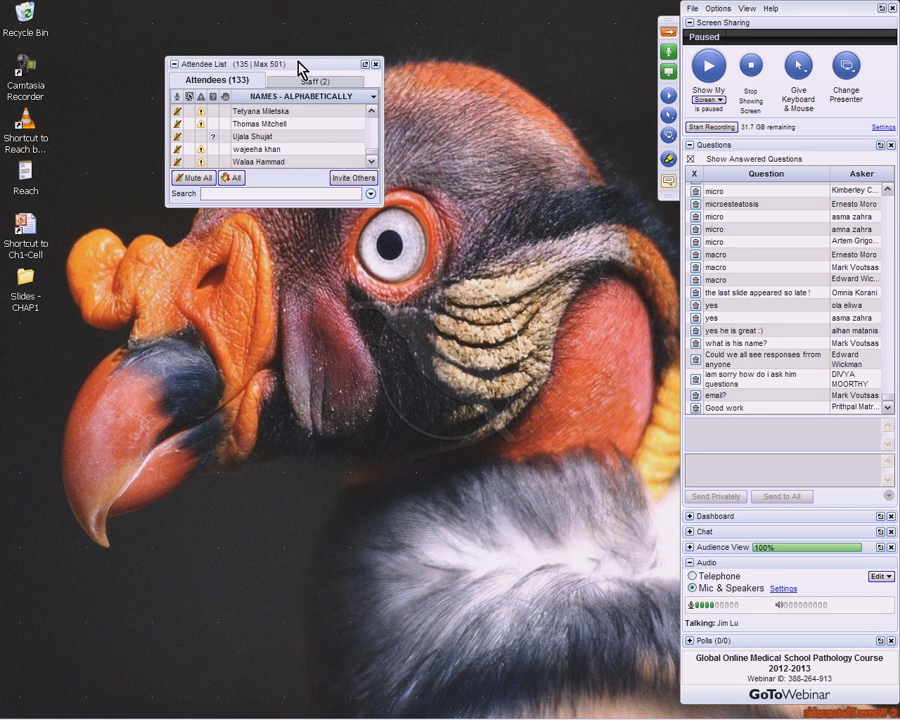 Recycle Bin
Camtasia
Recorder
Shortcut to
Reach b...
Reach
Shortcut to
Ch1-Cell
Slides -
CHAP1
Attendee List (135 | Max 501)
Attendees (133)
Staff (2)
NAMES - ALPHABETICALLY
Tetyana Miletska
Thomas Mitchell
Ujala Shujat
wajeeha khan
Walaa Hammad
Mute All
All
Invite Others
Search
File Options View Help
Screen Sharing
Paused
Show My
Screen
is paused
Stop
Showing
Screen
Give
Keyboard
& Mouse
Change
Presenter
Start Recording 31.7 GB remaining Settings
Questions
Show Answered Questions
X Question Asker
micro Kimberley C...
microesteatosis Ernesto Moro
micro asma zahra
micro amna zahra
micro Artem Grigo...
macro Ernesto Moro
macro Mark Voutsas
macro Edward Wic...
the last slide appeared so late ! Omnia Korani
yes ola eliwa
yes asma zahra
yes he is great :) alhan matanis
what is his name? Mark Voutsas
Could we all see responses frrom
anyone
Edward
Wickman
iam sorry how do i ask him
questions
DIVYA
MOORTHY
email? Mark Voutsas
Good work Prithpal Matr...
Send Privately Send to All
Dashboard
Chat
Audience View 100%
Audio
Telephone Edit
Mic & Speakers Settings
Talking: Jim Lu
Polls (0/0)
Global Online Medical School Pathology Course
2012-2013
Webinar ID: 388-264-913
GoToWebinar